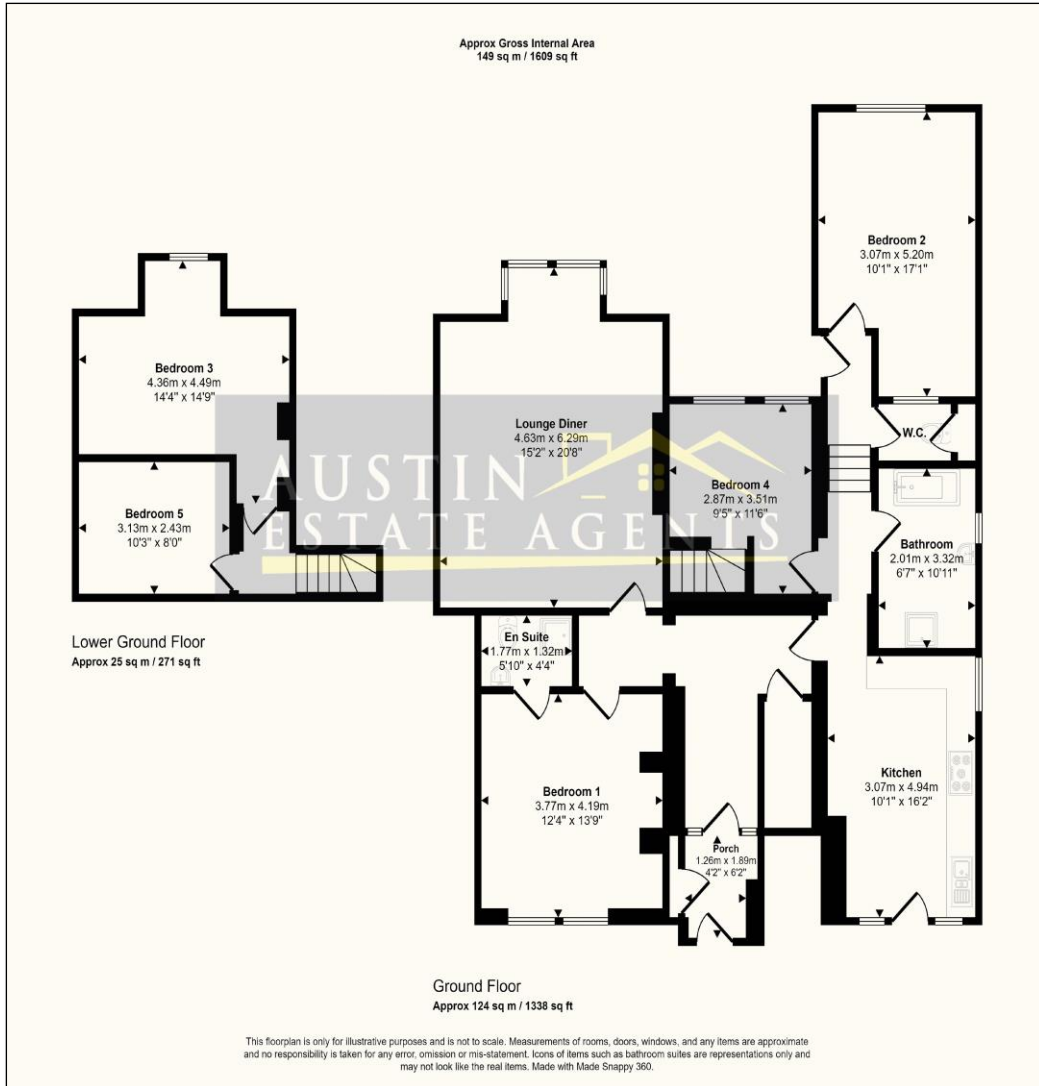 Approx Gross Internal Area
149 sq m / 1609 sq ft
Bedroom 2
3.07m x 5.20m
10'1" x 17'1"
Bedroom 3
4.36m x 4.49m
14'4" x 14'9"
Lounge Diner
4.63m x 6.29m
15'2" x 20'8"
W.C.
AUSTIN
ESTATE AGENTS
Bedroom 4
2.87m x 3.51m
9'5" x 11'6"
Bedroom 5
3.13m x 2.43m
10'3" x 8'0"
Bathroom
2.01m x 3.32m
6'7" x 10'11"
Lower Ground Floor
Approx 25 sq m / 271 sq ft
En Suite
1.77m x 1.32m
5'10" x 4'4"
Bedroom 1
3.77m x 4.19m
12'4" x 13'9"
Kitchen
3.07m x 4.94m
10'1" x 16'2"
Porch
1.26m x 1.89m
4'2" x 6'2"
Ground Floor
Approx 124 sq m / 1338 sq ft
This floorplan is only for illustrative purposes and is not to scale. Measurements of rooms, doors, windows, and any items are approximate
and no responsibility is taken for any error, omission or mis-statement. Icons of items such as bathroom suites are representations only and
may not look like the real items. Made with Made Snappy 360.